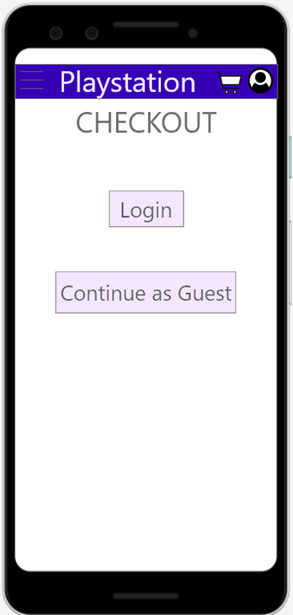 Playstation
CHECKOUT
Login
Continue as Guest